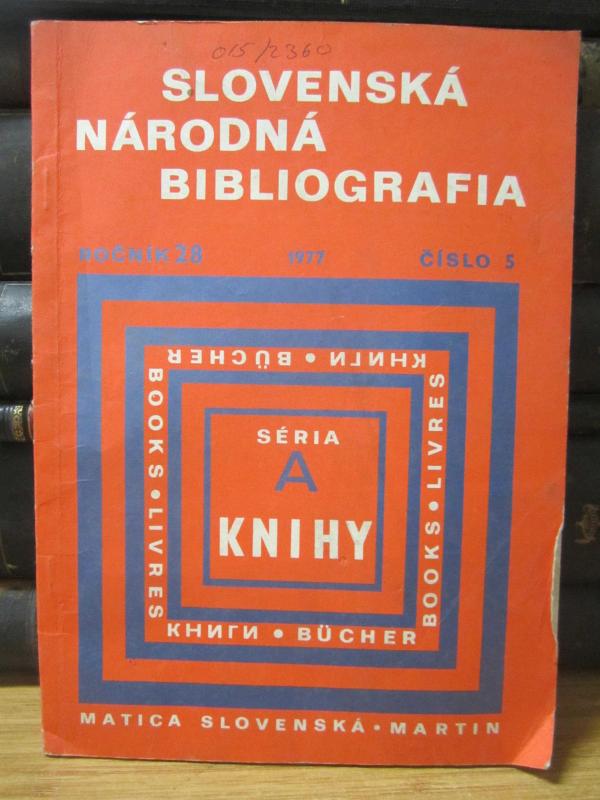 015/2360
SLOVENSKÁ
NÁRODNÁ
BIBLIOGRAFIA
ROČNÍK 28 1977 ČÍSLO 5
КНИГИ • BÜCHER
BOOKS • LIVRES
BOOKS • LIVRES
SÉRIA
A
KNIHY
КНИГИ • BÜCHER
MATICA SLOVENSKÁ • MARTIN